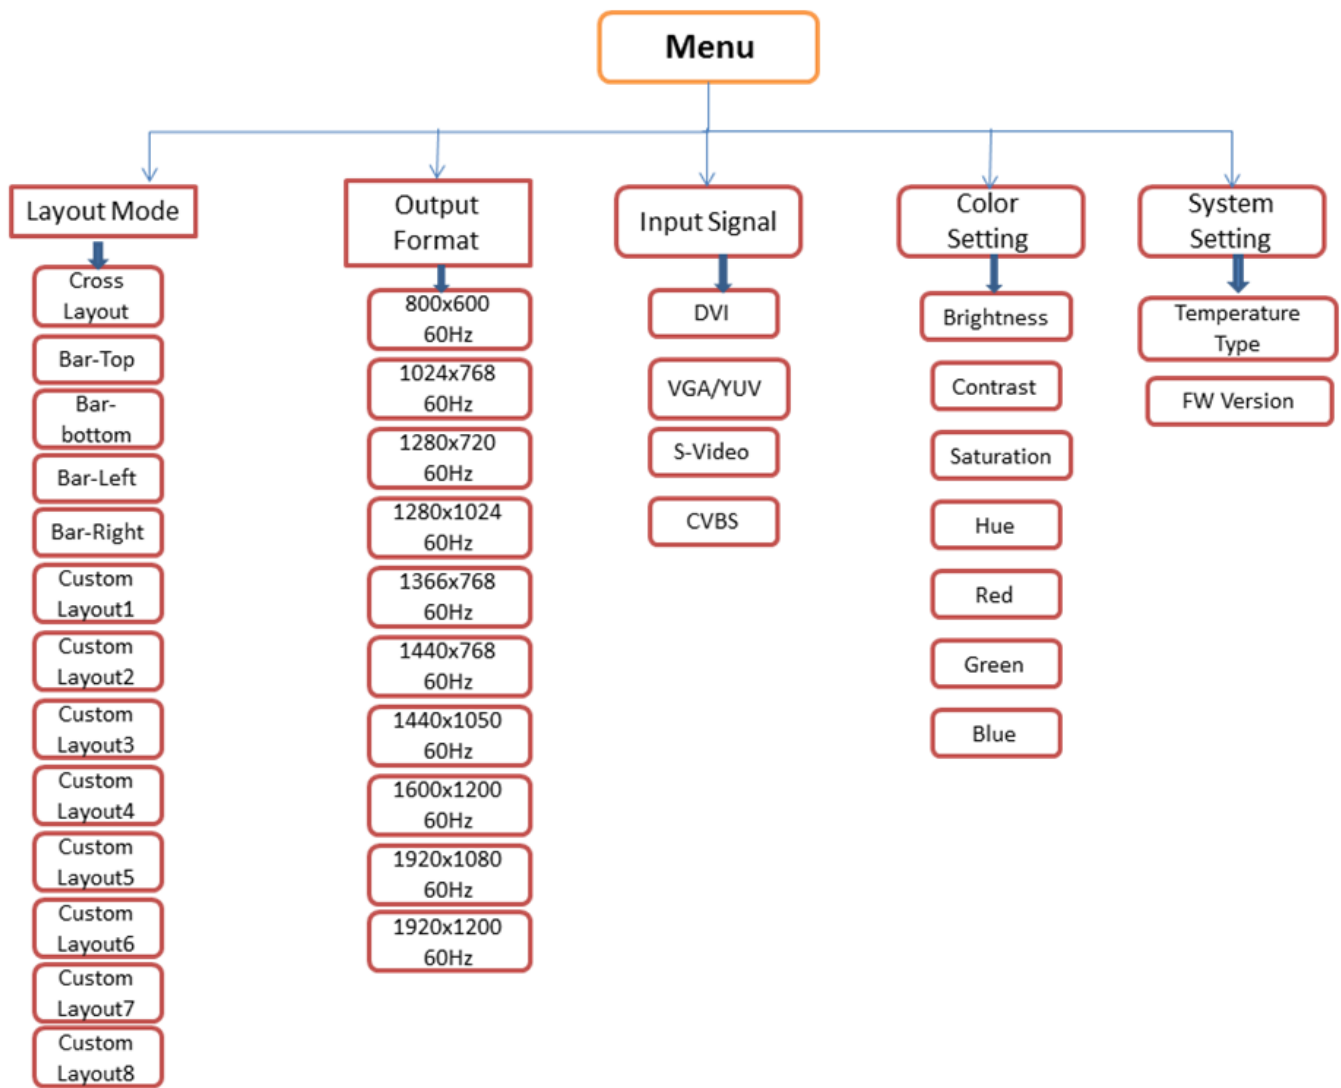 Menu
Layout Mode
Cross
Layout
Bar-Top
Bar-
bottom
Bar-Left
Bar-Right
Custom
Layout1
Custom
Layout2
Custom
Layout3
Custom
Layout4
Custom
Layout5
Custom
Layout6
Custom
Layout7
Custom
Layout8
Output
Format
800x600
60Hz
1024x768
60Hz
1280x720
60Hz
1280x1024
60Hz
1366x768
60Hz
1440x768
60Hz
1440x1050
60Hz
1600x1200
60Hz
1920x1080
60Hz
1920x1200
60Hz
Input Signal
DVI
VGA/YUV
S-Video
CVBS
Color
Setting
Brightness
Contrast
Saturation
Hue
Red
Green
Blue
System
Setting
Temperature
Type
FW Version